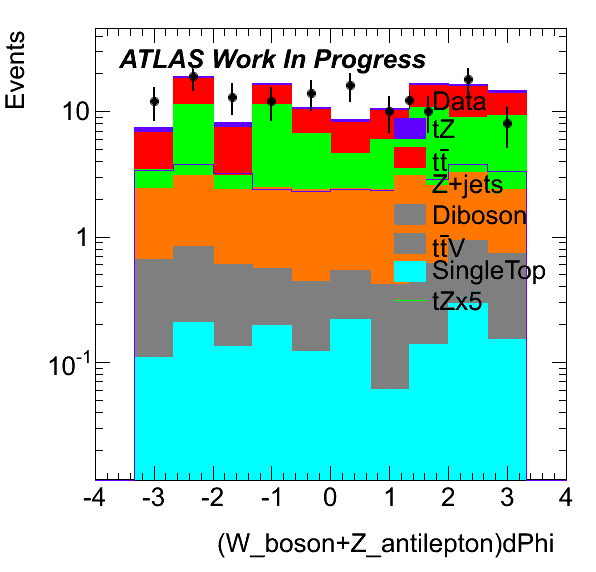 Events
ATLAS Work In Progress
10
1
10⁻¹
Data
tZ
tt̄
Z+jets
Diboson
tt̄V
SingleTop
tZx5
-4 -3 -2 -1 0 1 2 3 4
(W_boson+Z_antilepton)dPhi